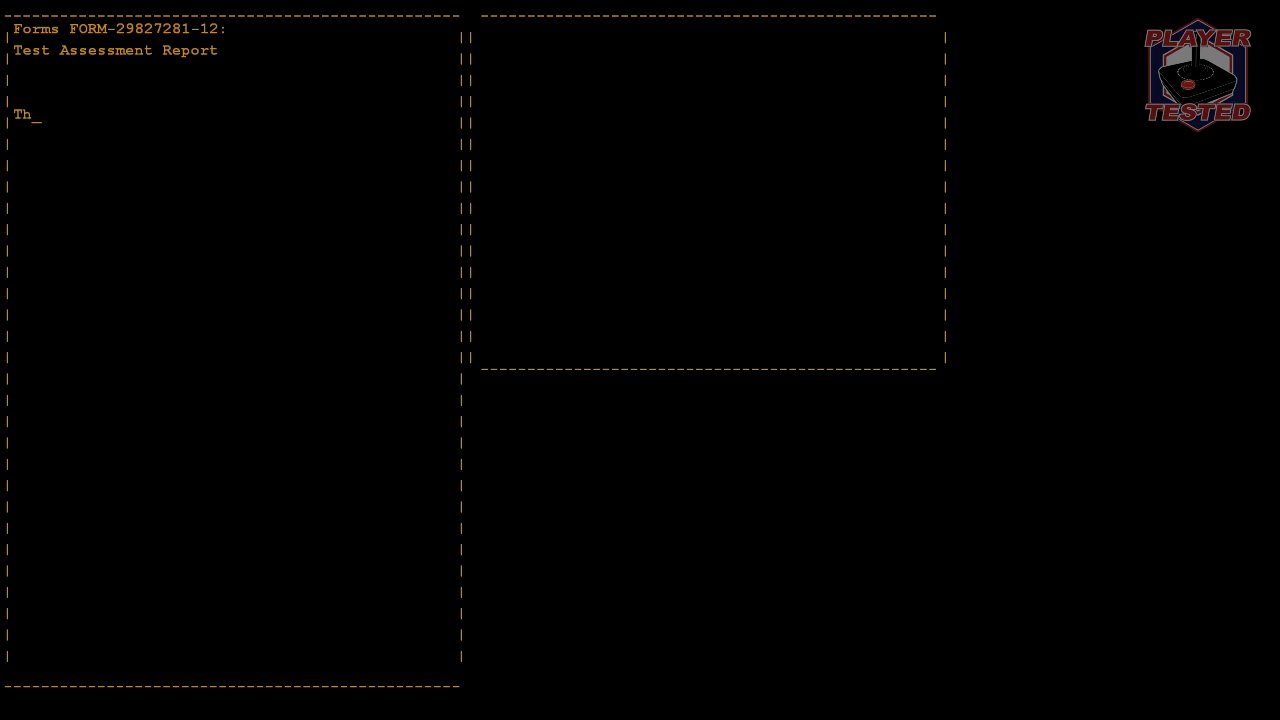 Forms FORM-29827281-12:
Test Assessment Report
Th_
PLAYER
TESTED